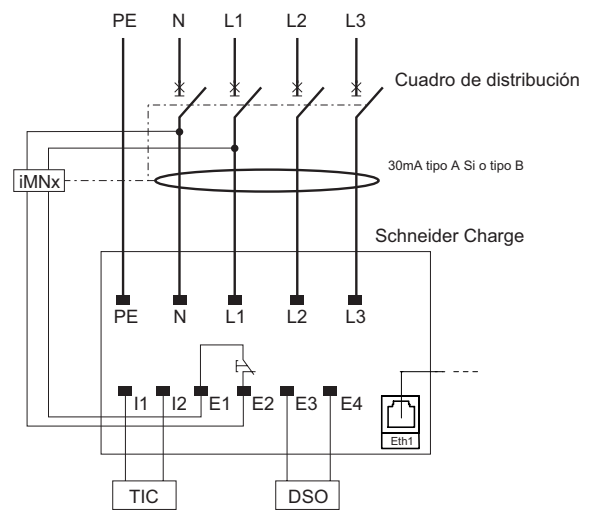 PE N L1 L2 L3
Cuadro de distribución
30mA tipo A Si o tipo B
iMNx
Schneider Charge
PE N L1 L2 L3
I1 I2 E1 E2 E3 E4
Eth1
TIC DSO